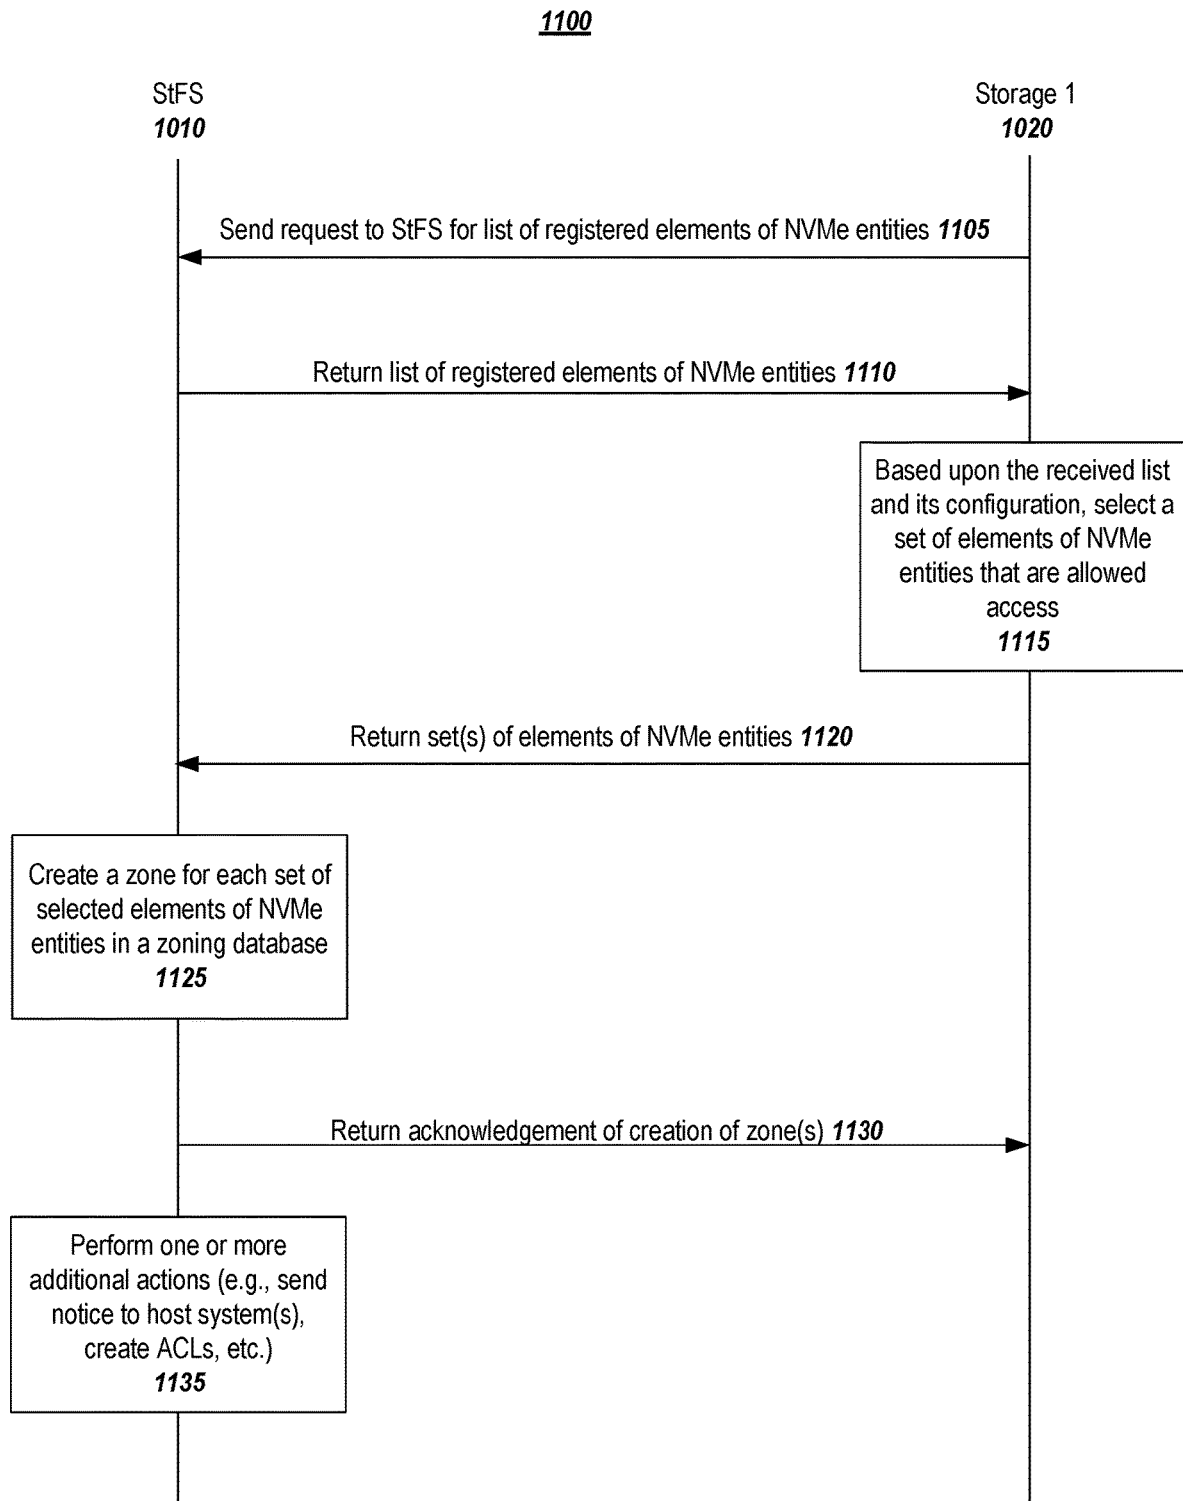 1100
StFS
1010
Storage 1
1020
Send request to StFS for list of registered elements of NVMe entities 1105
Return list of registered elements of NVMe entities 1110
Based upon the received list
and its configuration, select a
set of elements of NVMe
entities that are allowed
access
1115
Return set(s) of elements of NVMe entities 1120
Create a zone for each set of
selected elements of NVMe
entities in a zoning database
1125
Return acknowledgement of creation of zone(s) 1130
Perform one or more
additional actions (e.g., send
notice to host system(s),
create ACLs, etc.)
1135